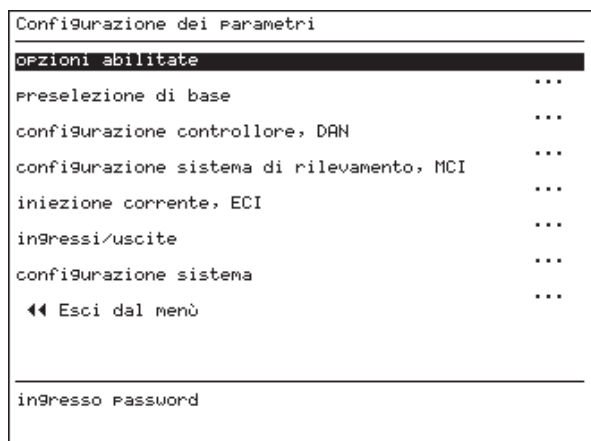 Configurazione dei parametri
opzioni abilitate
...
preselezione di base
...
configurazione controllore, DAN
...
configurazione sistema di rilevamento, MCI
...
iniezione corrente, ECI
...
ingressi/uscite
...
configurazione sistema
...
◄◄ Esci dal menù
ingresso password